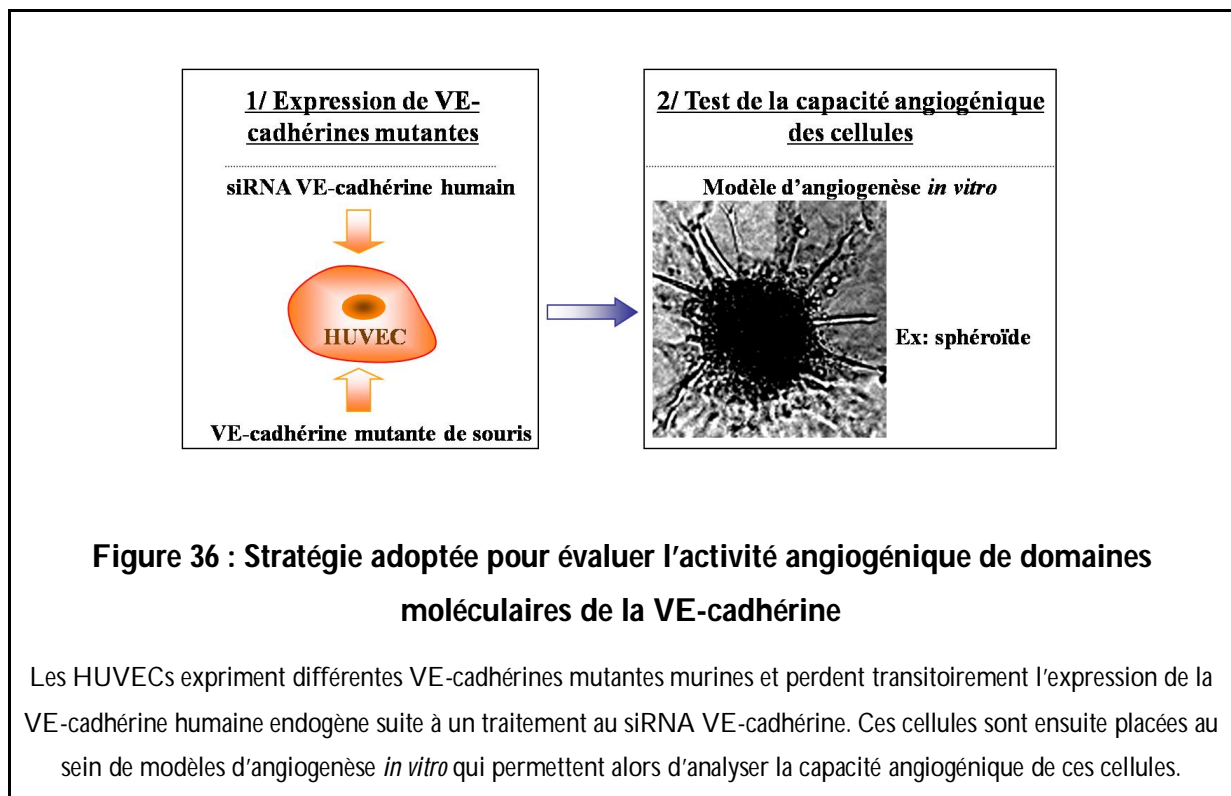 1/ Expression de VE-
cadhérines mutantes
siRNA VE-cadhérine humain
HUVEC
VE-cadhérine mutante de souris
2/ Test de la capacité angiogénique
des cellules
Modèle d'angiogenèse in vitro
Ex: sphéroïde
Figure 36 : Stratégie adoptée pour évaluer l'activité angiogénique de domaines
moléculaires de la VE-cadhérine
Les HUVECs expriment différentes VE-cadhérines mutantes murines et perdent transitoirement l'expression de la
VE-cadhérine humaine endogène suite à un traitement au siRNA VE-cadhérine. Ces cellules sont ensuite placées au
sein de modèles d'angiogenèse in vitro qui permettent alors d'analyser la capacité angiogénique de ces cellules.